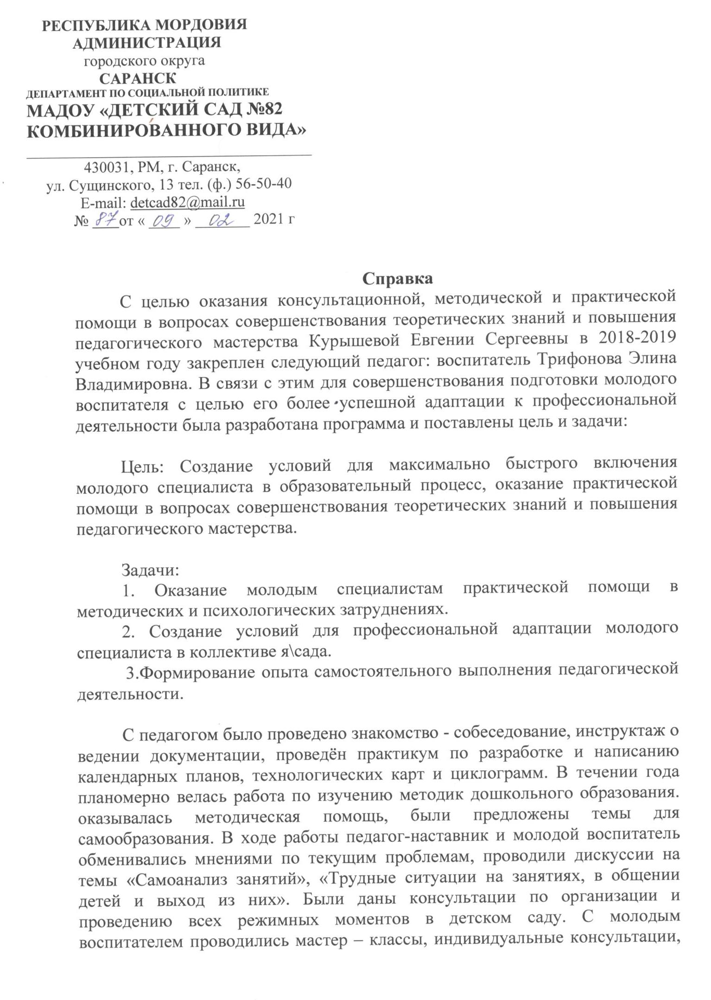 РЕСПУБЛИКА МОРДОВИЯ
АДМИНИСТРАЦИЯ
городского округа
САРАНСК
ДЕПАРТАМЕНТ ПО СОЦИАЛЬНОЙ ПОЛИТИКЕ
МАДОУ «ДЕТСКИЙ САД №82
КОМБИНИРОВАННОГО ВИДА»
430031, РМ, г. Саранск,
ул. Сущинского, 13 тел. (ф.) 56-50-40
E-mail: detcad82@mail.ru
№ 87 от « 09 » 02 2021 г
Справка
С целью оказания консультационной, методической и практической
помощи в вопросах совершенствования теоретических знаний и повышения
педагогического мастерства Курышевой Евгении Сергеевны в 2018-2019
учебном году закреплен следующий педагог: воспитатель Трифонова Элина
Владимировна. В связи с этим для совершенствования подготовки молодого
воспитателя с целью его более успешной адаптации к профессиональной
деятельности была разработана программа и поставлены цель и задачи:
Цель: Создание условий для максимально быстрого включения
молодого специалиста в образовательный процесс, оказание практической
помощи в вопросах совершенствования теоретических знаний и повышения
педагогического мастерства.
Задачи:
1. Оказание молодым специалистам практической помощи в
методических и психологических затруднениях.
2. Создание условий для профессиональной адаптации молодого
специалиста в коллективе я\сада.
3.Формирование опыта самостоятельного выполнения педагогической
деятельности.
С педагогом было проведено знакомство - собеседование, инструктаж о
ведении документации, проведён практикум по разработке и написанию
календарных планов, технологических карт и циклограмм. В течении года
планомерно велась работа по изучению методик дошкольного образования.
оказывалась методическая помощь, были предложены темы для
самообразования. В ходе работы педагог-наставник и молодой воспитатель
обменивались мнениями по текущим проблемам, проводили дискуссии на
темы «Самоанализ занятий», «Трудные ситуации на занятиях, в общении
детей и выход из них». Были даны консультации по организации и
проведению всех режимных моментов в детском саду. С молодым
воспитателем проводились мастер – классы, индивидуальные консультации,